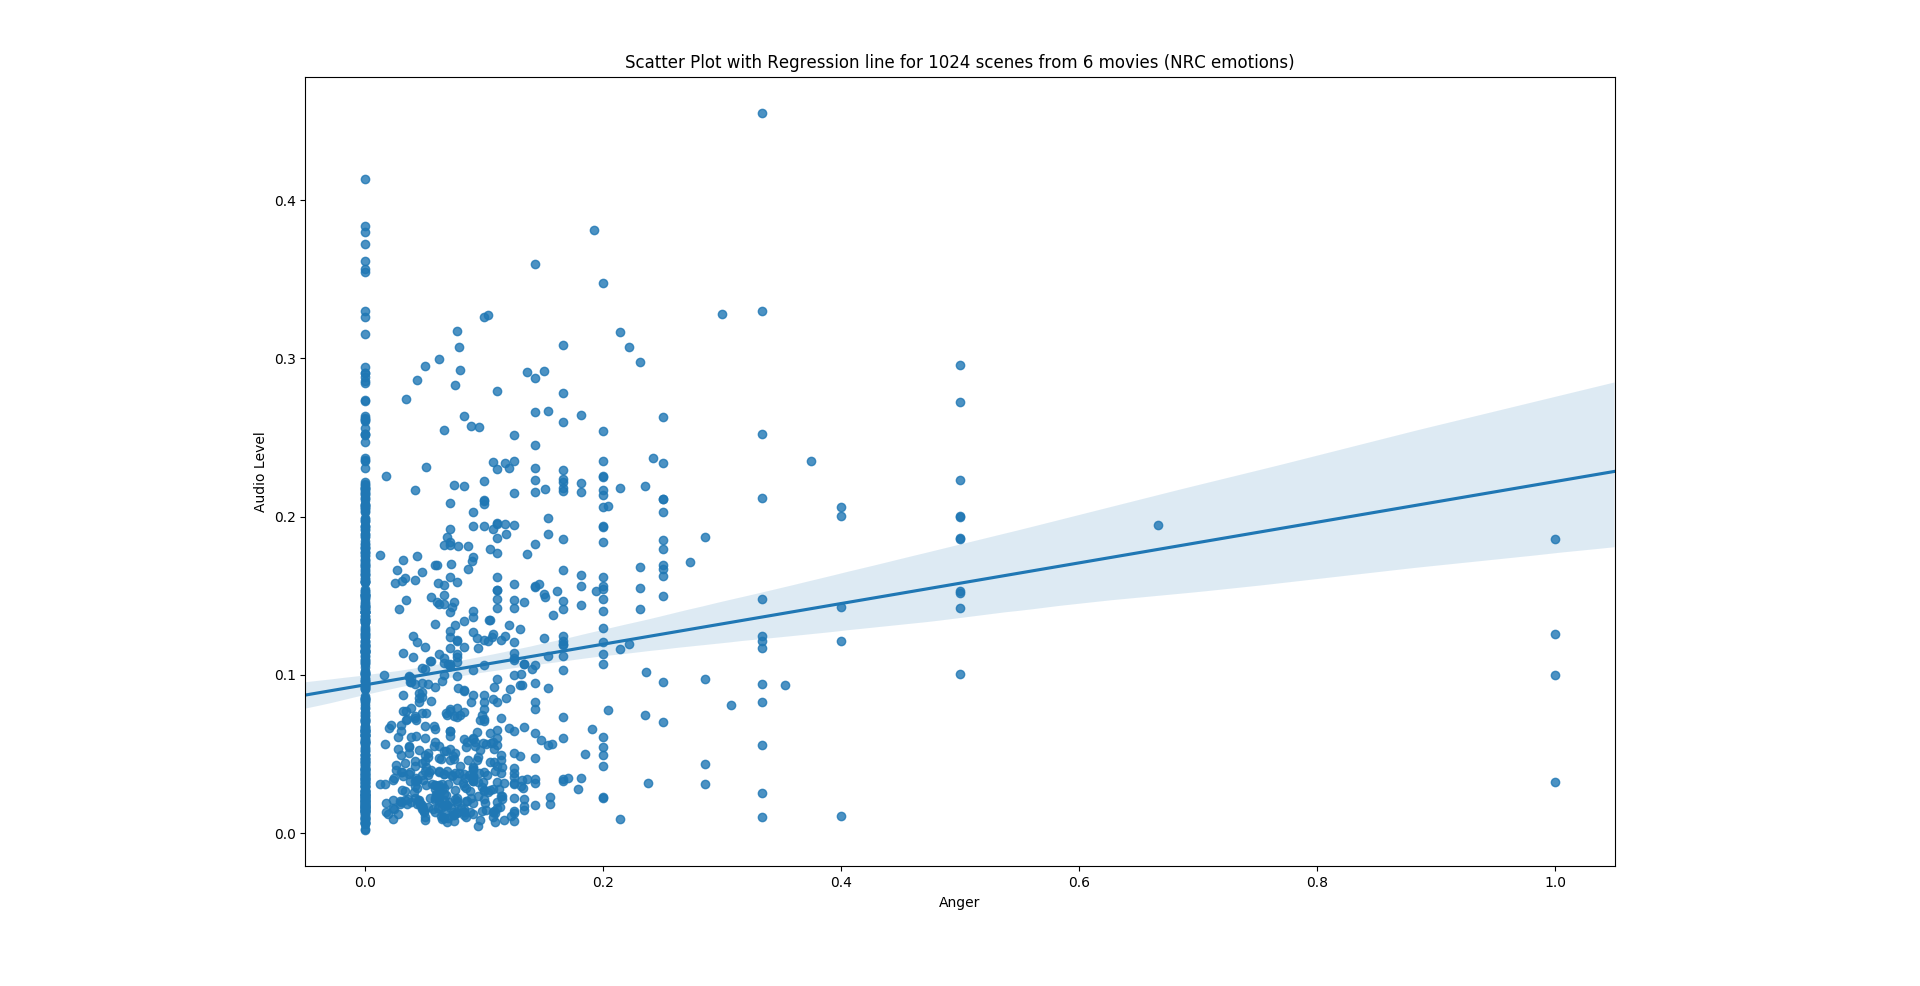 Scatter Plot with Regression line for 1024 scenes from 6 movies (NRC emotions)
0.4
0.3
0.2
0.1
0.0
Audio Level
0.0 0.2 0.4 0.6 0.8 1.0
Anger